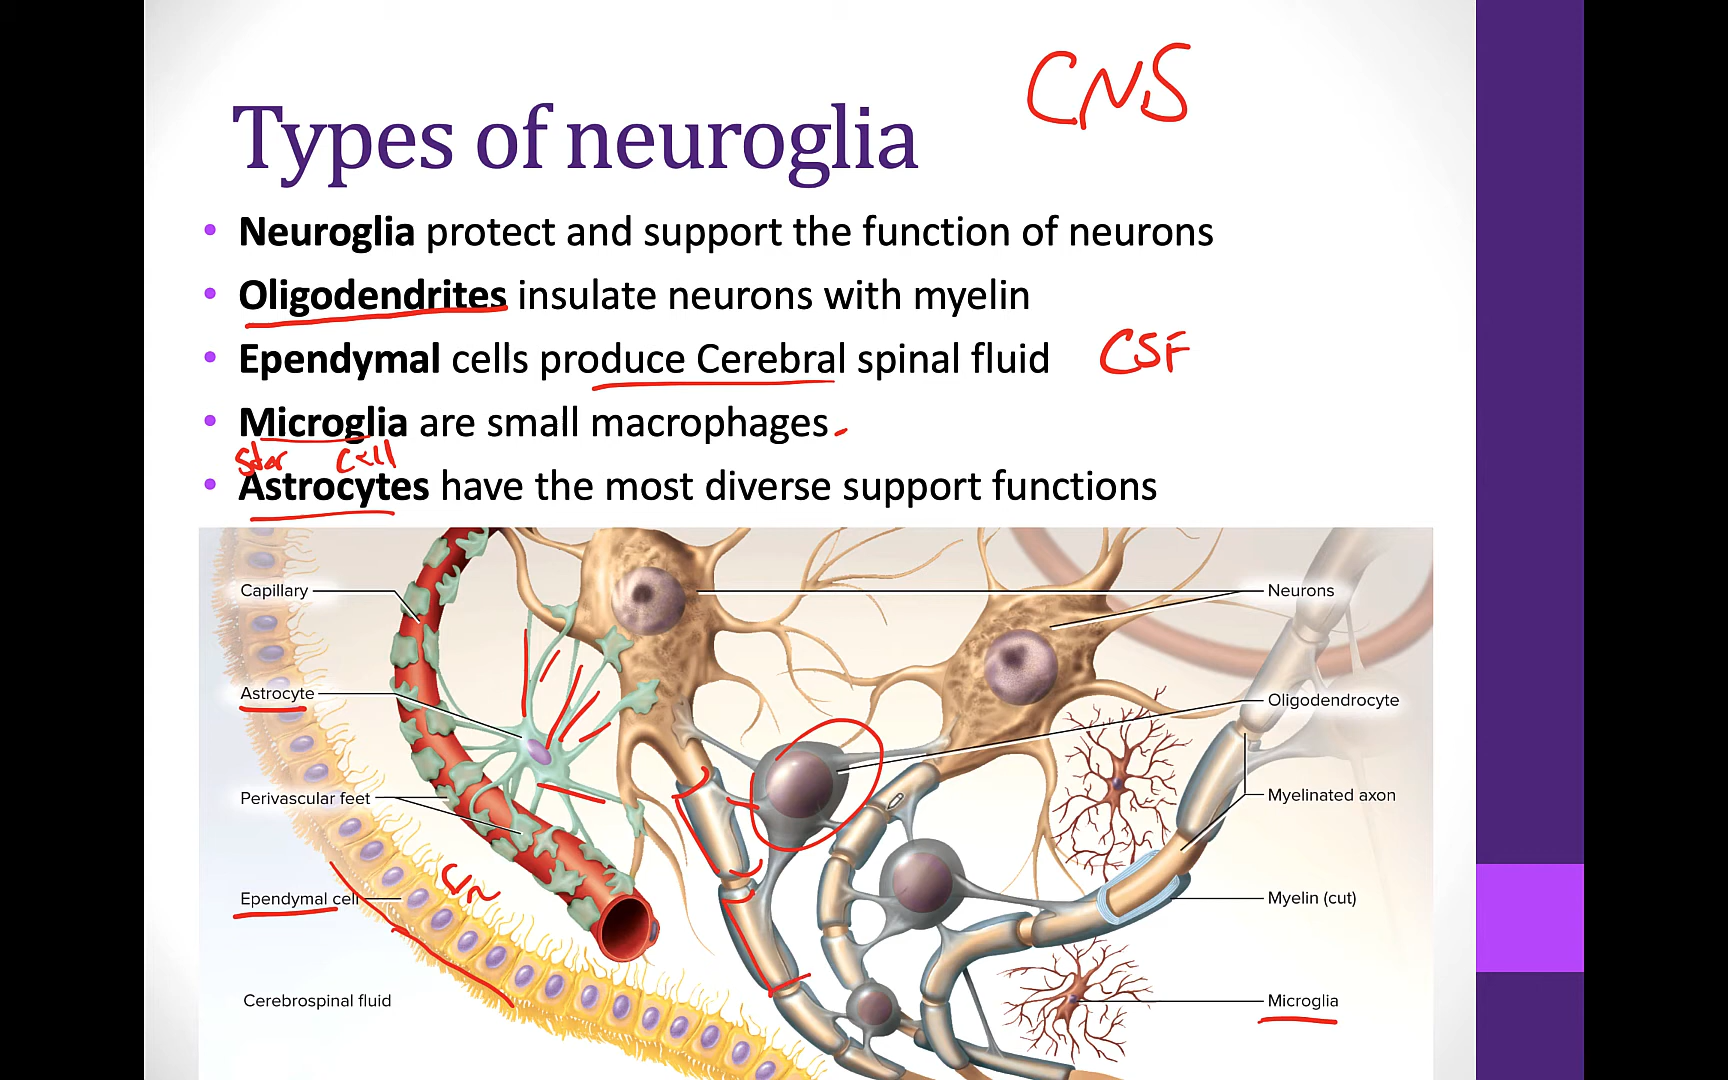 CNS
Types of neuroglia
• Neuroglia protect and support the function of neurons
• Oligodendrites insulate neurons with myelin
• Ependymal cells produce Cerebral spinal fluid CSF
• Microglia are small macrophages.
star cell
• Astrocytes have the most diverse support functions
Capillary
Neurons
Astrocyte
Oligodendrocyte
Perivascular feet
Myelinated axon
Ependymal cell
Myelin (cut)
Cerebrospinal fluid
Microglia